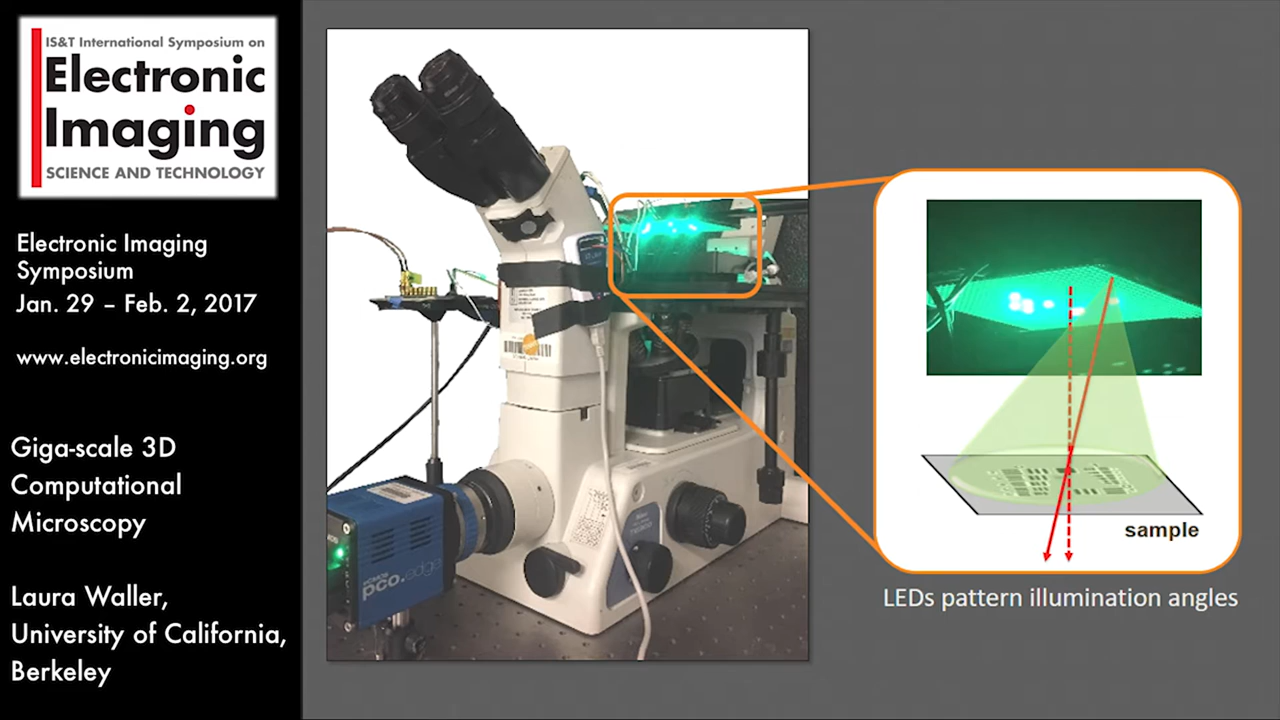 IS&T International Symposium on
Electronic
Imaging
SCIENCE AND TECHNOLOGY
Electronic Imaging
Symposium
Jan. 29 – Feb. 2, 2017
www.electronicimaging.org
Giga-scale 3D
Computational
Microscopy
Laura Waller,
University of California,
Berkeley
pco.edge
sample
LEDs pattern illumination angles